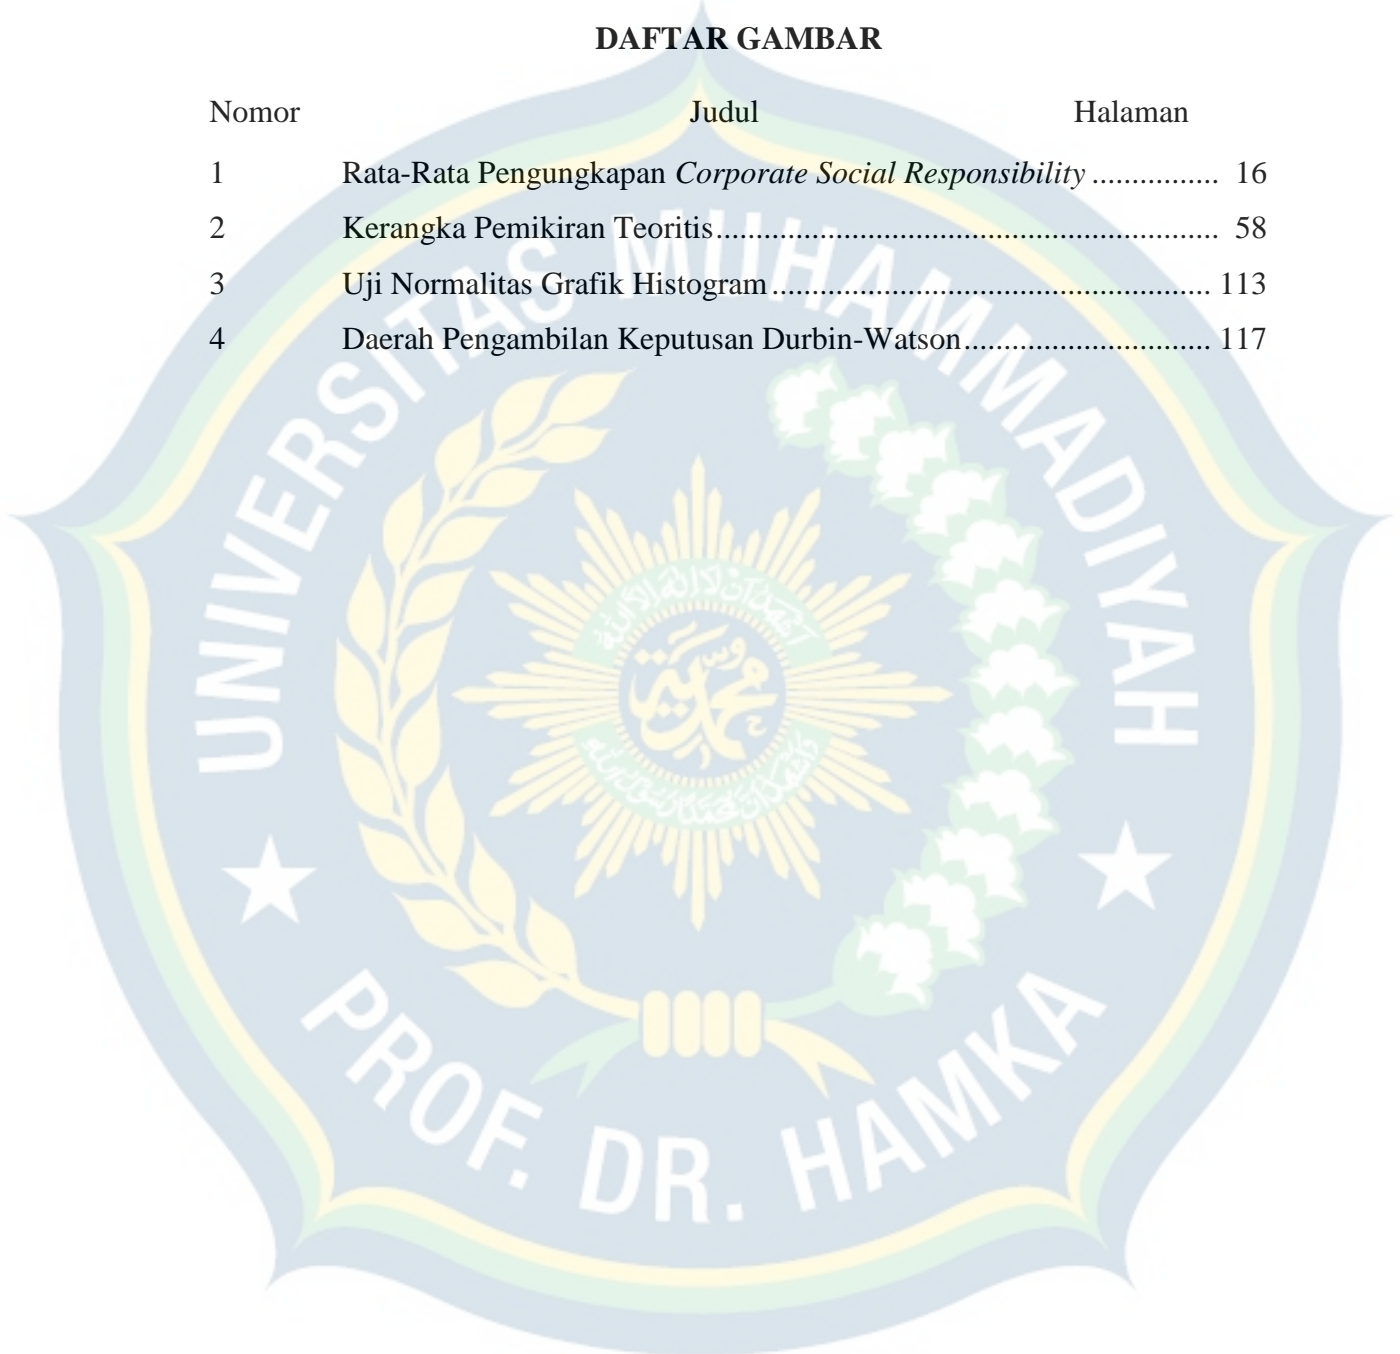 DAFTAR GAMBAR
Nomor Judul Halaman
1 Rata-Rata Pengungkapan Corporate Social Responsibility ................ 16
2 Kerangka Pemikiran Teoritis............................................................... 58
3 Uji Normalitas Grafik Histogram....................................................... 113
4 Daerah Pengambilan Keputusan Durbin-Watson............................... 117
UNIVERSITAS MUHAMMADIYAH
محمدية
PROF. DR. HAMKA